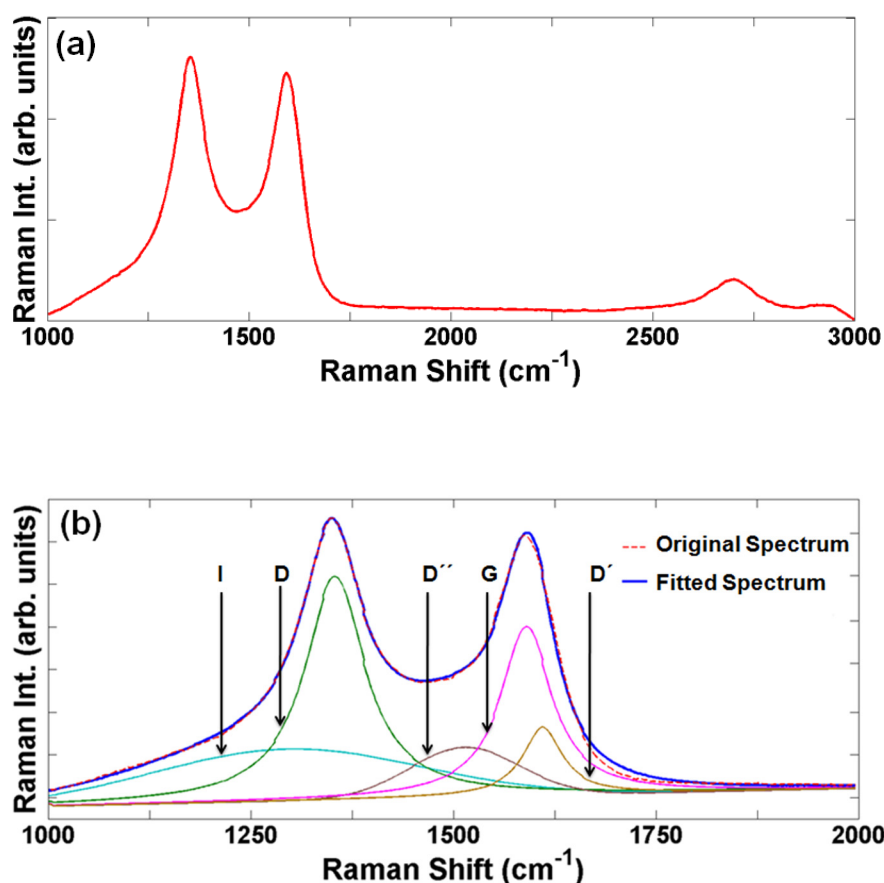 (a)
Raman Int. (arb. units)
1000 1500 2000 2500 3000
Raman Shift (cm⁻¹)
(b)
Raman Int. (arb. units)
I D D´´ G D´
Original Spectrum
Fitted Spectrum
1000 1250 1500 1750 2000
Raman Shift (cm⁻¹)